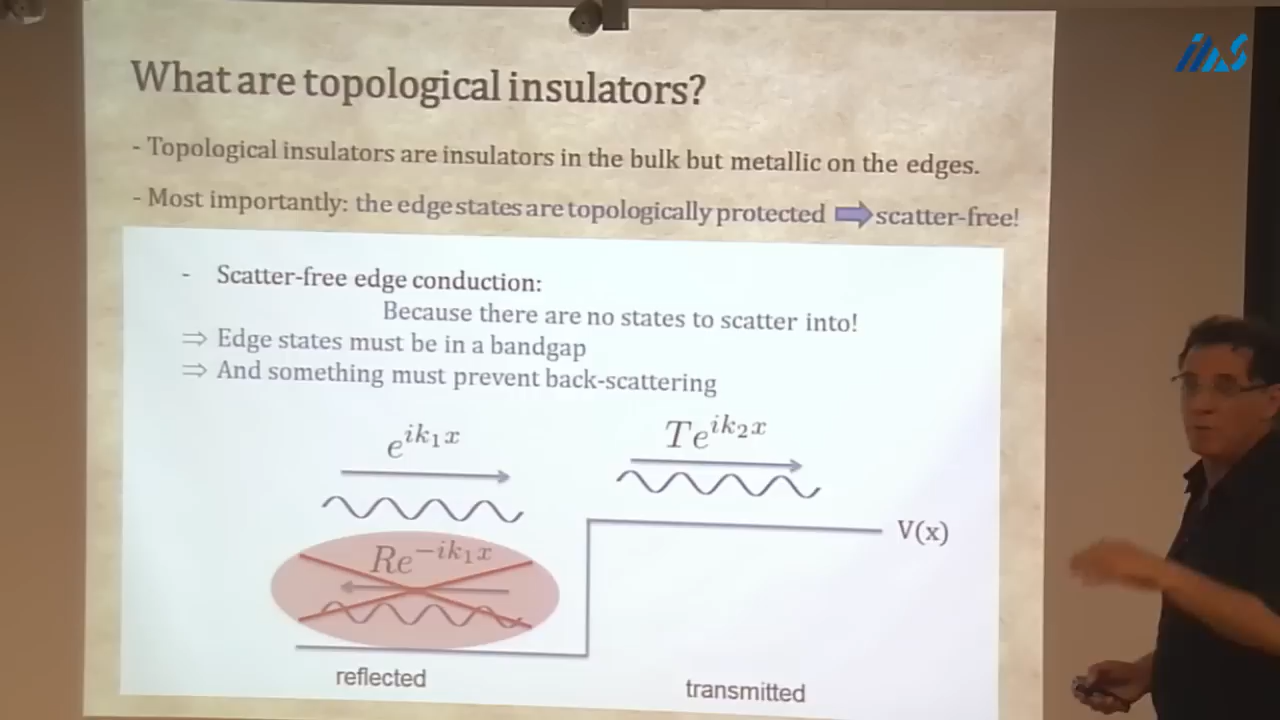 ibs
What are topological insulators?
- Topological insulators are insulators in the bulk but metallic on the edges.
- Most importantly: the edge states are topologically protected ➡ scatter-free!
- Scatter-free edge conduction:
Because there are no states to scatter into!
⇒ Edge states must be in a bandgap
⇒ And something must prevent back-scattering
e^{ik_1x}
Te^{ik_2x}
V(x)
Re^{-ik_1x}
reflected
transmitted